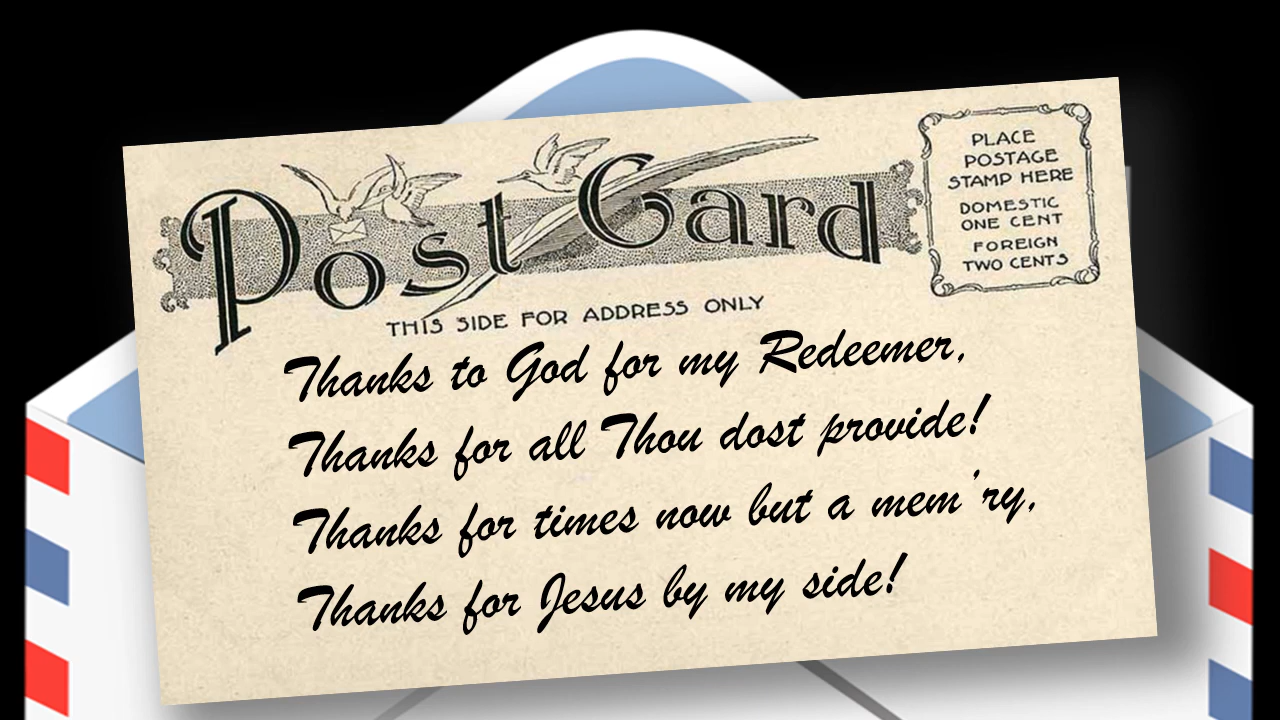 Post Card
PLACE
POSTAGE
STAMP HERE
DOMESTIC
ONE CENT
FOREIGN
TWO CENTS
THIS SIDE FOR ADDRESS ONLY
Thanks to God for my Redeemer,
Thanks for all Thou dost provide!
Thanks for times now but a mem'ry,
Thanks for Jesus by my side!